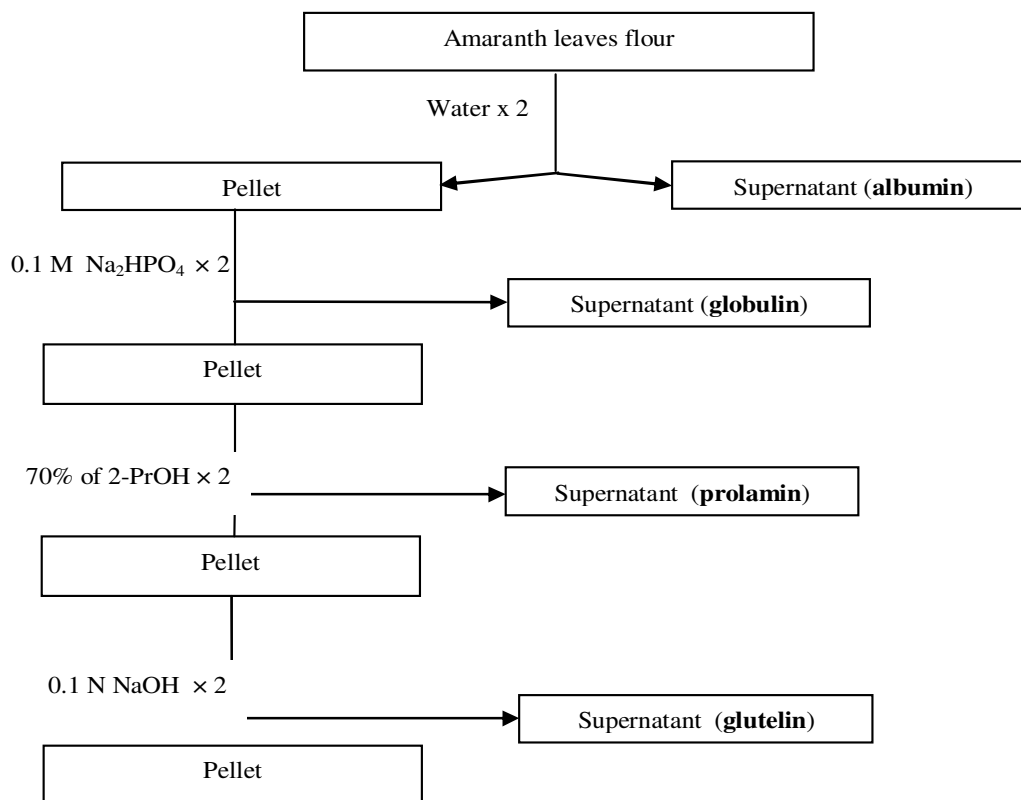 Amaranth leaves flour
Water x 2
Pellet
Supernatant (albumin)
0.1 M Na₂HPO₄ × 2
Supernatant (globulin)
Pellet
70% of 2-PrOH × 2
Supernatant (prolamin)
Pellet
0.1 N NaOH × 2
Supernatant (glutelin)
Pellet